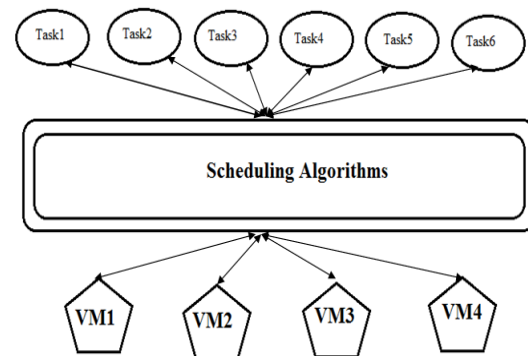 Task1
Task2
Task3
Task4
Task5
Task6
Scheduling Algorithms
VM1
VM2
VM3
VM4